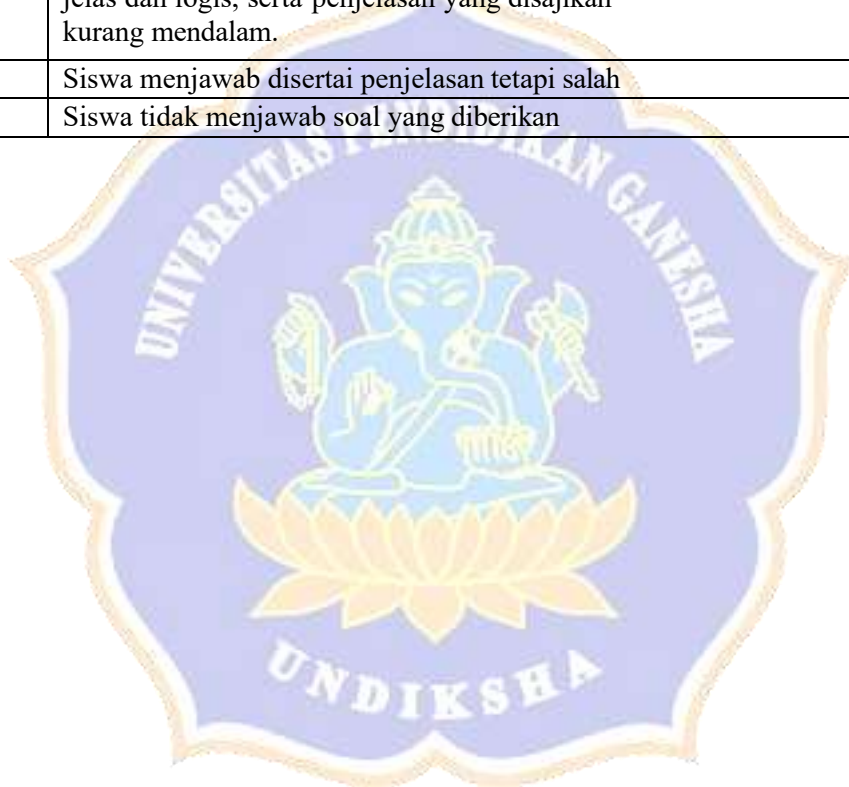 jelas dan logis, serta penjelasan yang disajikan
kurang mendalam.
Siswa menjawab disertai penjelasan tetapi salah
Siswa tidak menjawab soal yang diberikan
UNIVERSITAS PENDIDIKAN GANESHA
UNDIKSHA